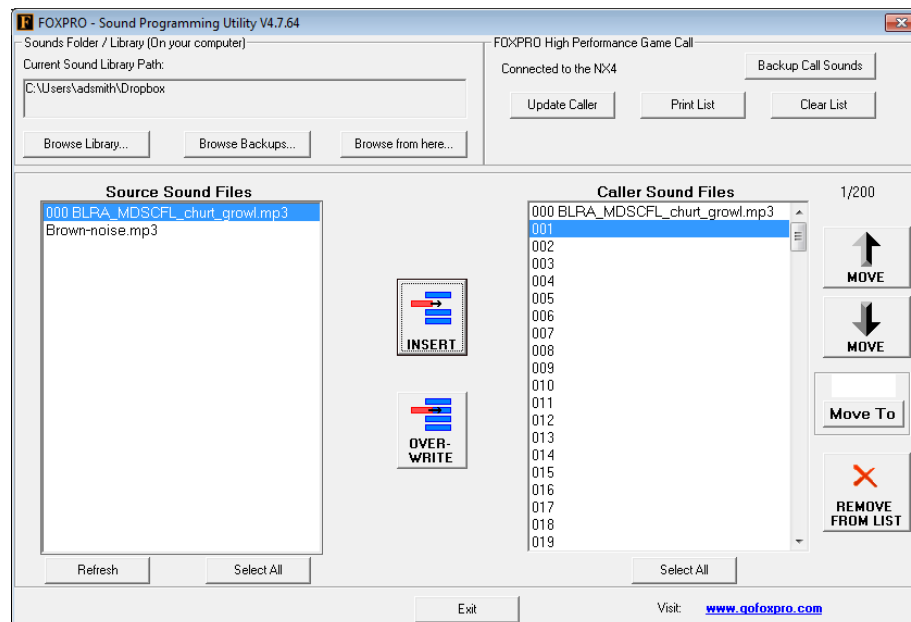 FOXPRO - Sound Programming Utility V4.7.64
Sounds Folder / Library (On your computer)
Current Sound Library Path:
C:\Users\adsmith\Dropbox
Browse Library...
Browse Backups...
Browse from here...
FOXPRO High Performance Game Call
Connected to the NX4
Backup Call Sounds
Update Caller
Print List
Clear List
Source Sound Files
000 BLRA_MDSCFL_churt_growl.mp3
Brown-noise.mp3
Refresh
Select All
INSERT
OVER-
WRITE
Caller Sound Files
1/200
000 BLRA_MDSCFL_churt_growl.mp3
001
002
003
004
005
006
007
008
009
010
011
012
013
014
015
016
017
018
019
Select All
MOVE
MOVE
Move To
REMOVE
FROM LIST
Exit
Visit:
www.gofoxpro.com